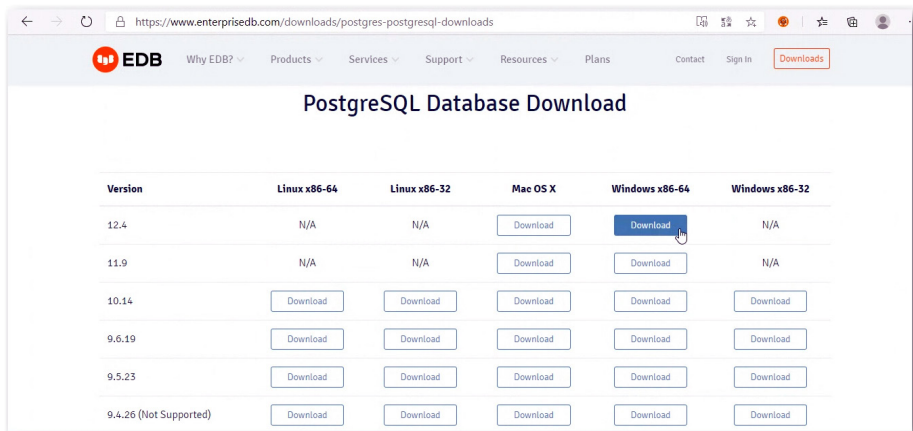 https://www.enterprisedb.com/downloads/postgres-postgresql-downloads
EDB Why EDB? Products Services Support Resources Plans Contact Sign In Downloads
PostgreSQL Database Download
Version Linux x86-64 Linux x86-32 Mac OS X Windows x86-64 Windows x86-32
12.4 N/A N/A Download Download N/A
11.9 N/A N/A Download Download N/A
10.14 Download Download Download Download Download
9.6.19 Download Download Download Download Download
9.5.23 Download Download Download Download Download
9.4.26 (Not Supported) Download Download Download Download Download